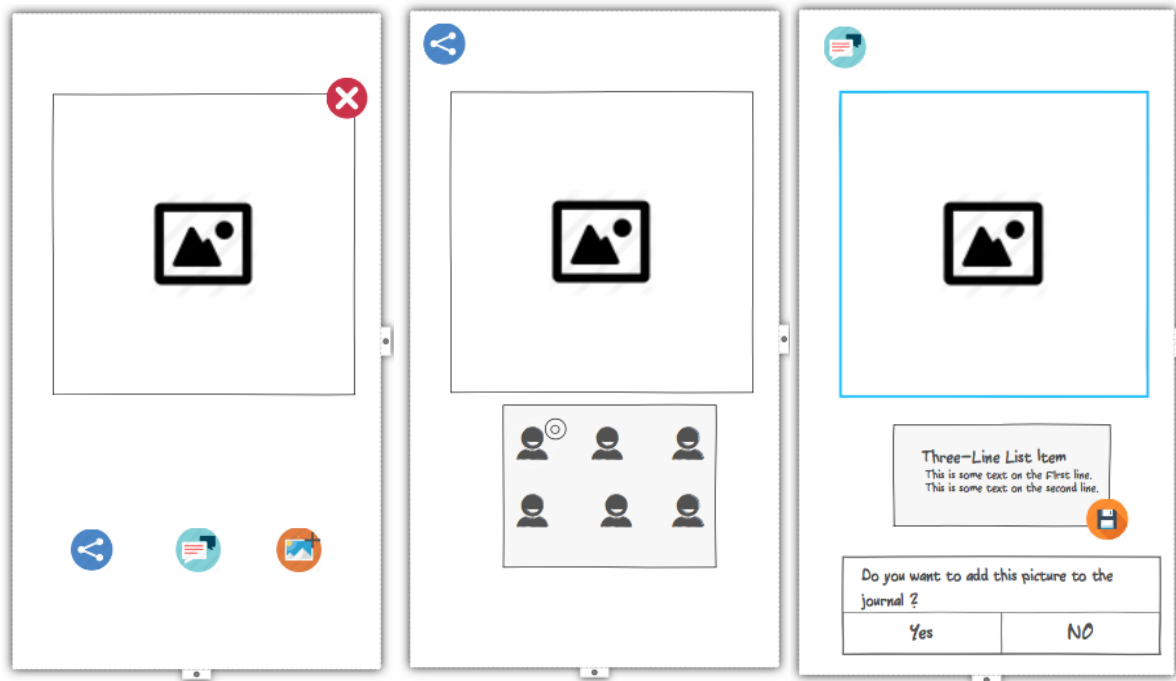 Three-Line List Item
This is some text on the First line.
This is some text on the second line.
Do you want to add this picture to the
journal ?
Yes
NO